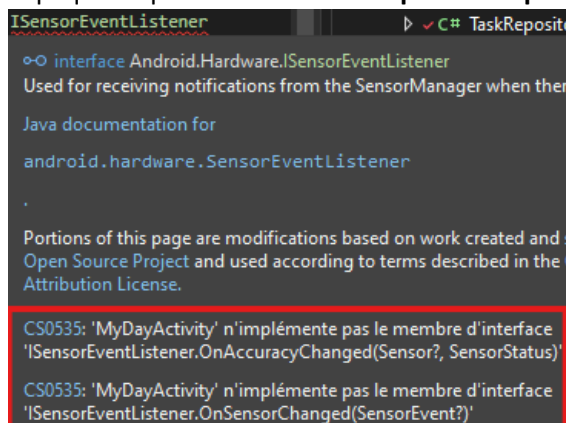 ISensorEventListener
C# TaskReposito
interface Android.Hardware.ISensorEventListener
Used for receiving notifications from the SensorManager when ther
Java documentation for
android.hardware.SensorEventListener
.
Portions of this page are modifications based on work created and
Open Source Project and used according to terms described in the
Attribution License.
CS0535: 'MyDayActivity' n'implémente pas le membre d'interface
'ISensorEventListener.OnAccuracyChanged(Sensor?, SensorStatus)'
CS0535: 'MyDayActivity' n'implémente pas le membre d'interface
'ISensorEventListener.OnSensorChanged(SensorEvent?)'